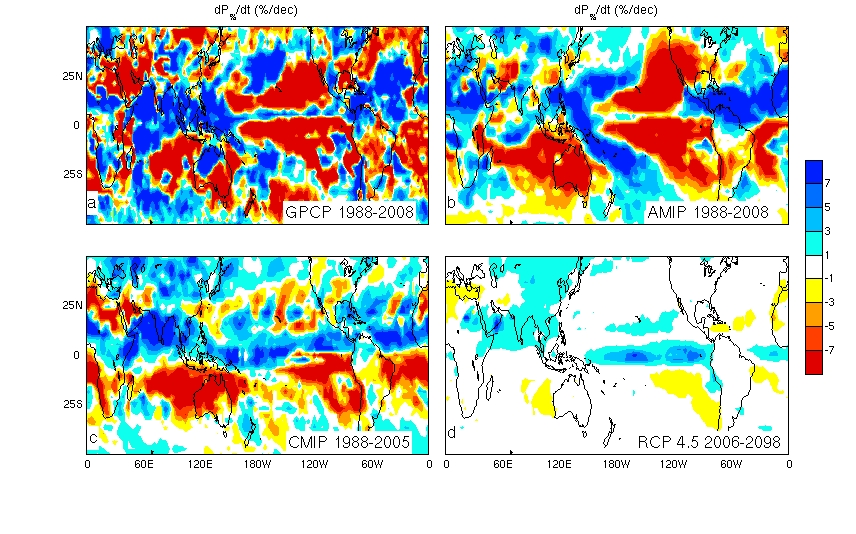 dP%/dt (%/dec) dP%/dt (%/dec)
25N
0
25S
a GPCP 1988-2008
b AMIP 1988-2008
7
5
3
1
-1
-3
-5
-7
25N
0
25S
c CMIP 1988-2005
d RCP 4.5 2006-2098
0 60E 120E 180W 120W 60W 0
0 60E 120E 180W 120W 60W 0